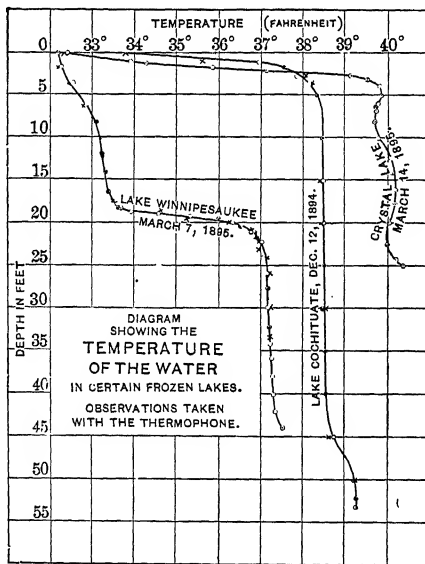 TEMPERATURE (FAHRENHEIT)
33° 34° 35° 36° 37° 38° 39° 40°
DEPTH IN FEET
0
5
10
15
20
25
30
35
40
45
50
55
LAKE WINNIPESAUKEE
MARCH 7, 1895.
LAKE COCHITUATE, DEC. 12, 1894.
CRYSTAL LAKE
MARCH 14, 1895.
DIAGRAM
SHOWING THE
TEMPERATURE
OF THE WATER
IN CERTAIN FROZEN LAKES.
OBSERVATIONS TAKEN
WITH THE THERMOPHONE.